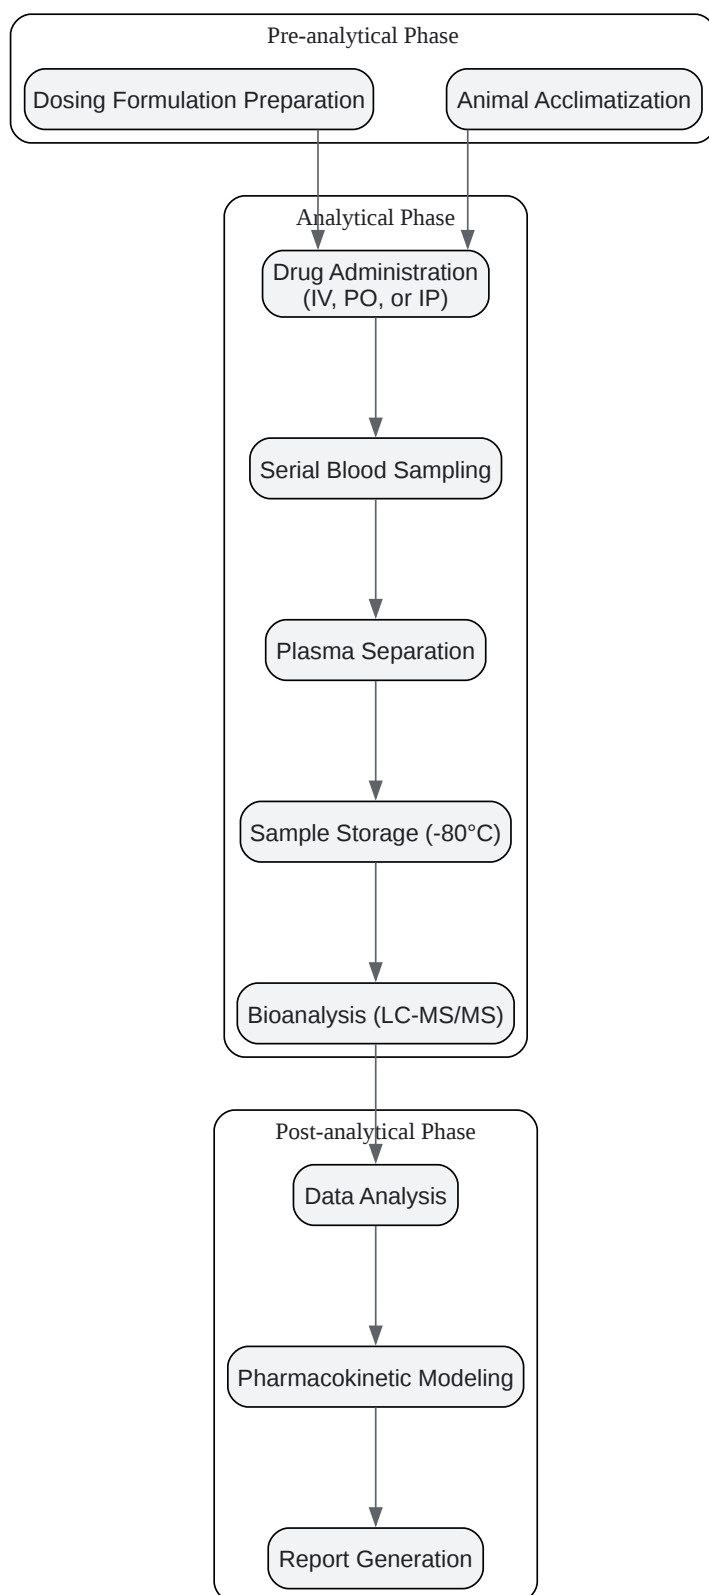 Pre-analytical Phase
Dosing Formulation Preparation
Animal Acclimatization
Analytical Phase
Drug Administration
(IV, PO, or IP)
Serial Blood Sampling
Plasma Separation
Sample Storage (-80°C)
Bioanalysis (LC-MS/MS)
Post-analytical Phase
Data Analysis
Pharmacokinetic Modeling
Report Generation